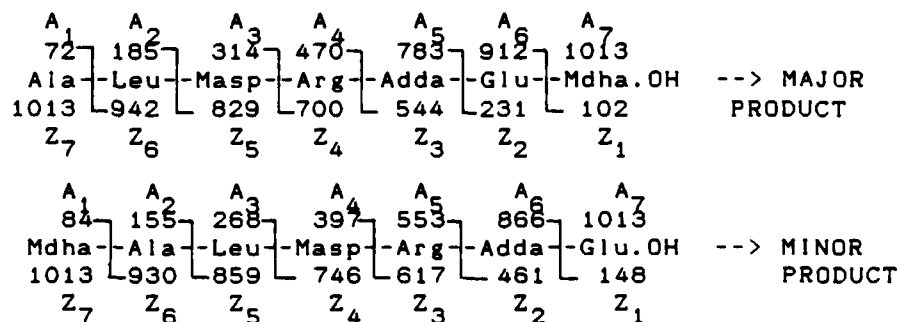 A1 A2 A3 A4 A5 A6 A7
72 185 314 470 783 912 1013
Ala-Leu-Masp-Arg-Adda-Glu-Mdha.OH --> MAJOR
1013 942 829 700 544 231 102 PRODUCT
Z7 Z6 Z5 Z4 Z3 Z2 Z1
A1 A2 A3 A4 A5 A6 A7
84 155 268 397 553 866 1013
Mdha-Ala-Leu-Masp-Arg-Adda-Glu.OH --> MINOR
1013 930 859 746 617 461 148 PRODUCT
Z7 Z6 Z5 Z4 Z3 Z2 Z1